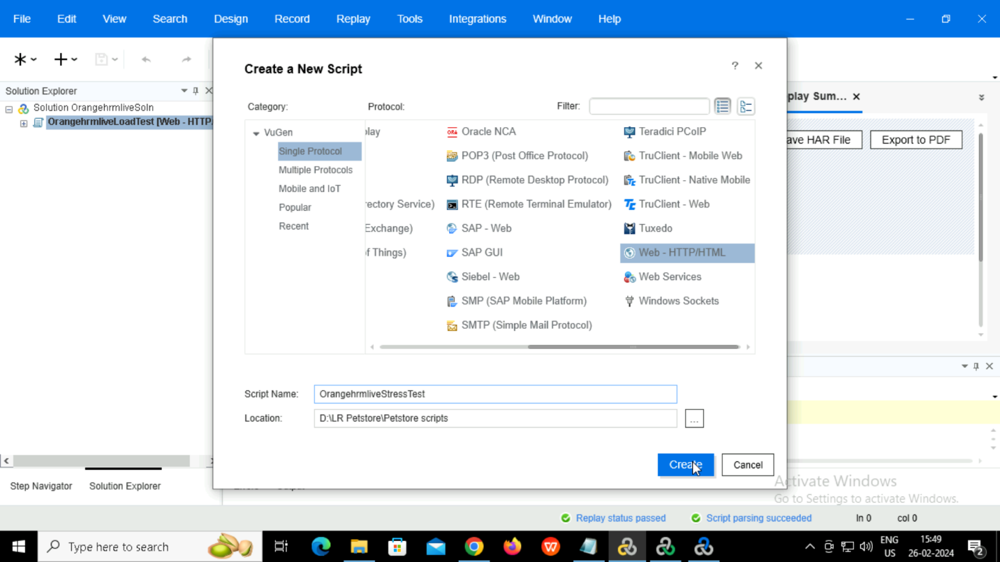 File Edit View Search Design Record Replay Tools Integrations Window Help
Create a New Script
?
Solution Explorer
Solution OrangehrmliveSoln
OrangehrmliveLoadTest [Web - HTTP/
Category:
Protocol:
Filter:
play Sum...
ave HAR File
Export to PDF
VuGen
Single Protocol
Multiple Protocols
Mobile and IoT
Popular
Recent
play
rectory Service)
Exchange)
f Things)
ORA Oracle NCA
POP3 (Post Office Protocol)
RDP (Remote Desktop Protocol)
RTE (Remote Terminal Emulator)
SAP - Web
SAP GUI
Siebel - Web
SMP (SAP Mobile Platform)
SMTP (Simple Mail Protocol)
Teradici PCoIP
TruClient - Mobile Web
TruClient - Native Mobile
TruClient - Web
Tuxedo
Web - HTTP/HTML
Web Services
Windows Sockets
Script Name: OrangehrmliveStressTest
Location: D:\LR Petstore\Petstore scripts
...
Create
Cancel
Step Navigator
Solution Explorer
Activate Windows
Go to Settings to activate Windows.
Replay status passed
Script parsing succeeded
ln 0
col 0
Type here to search
ENG
US
15:49
26-02-2024
2